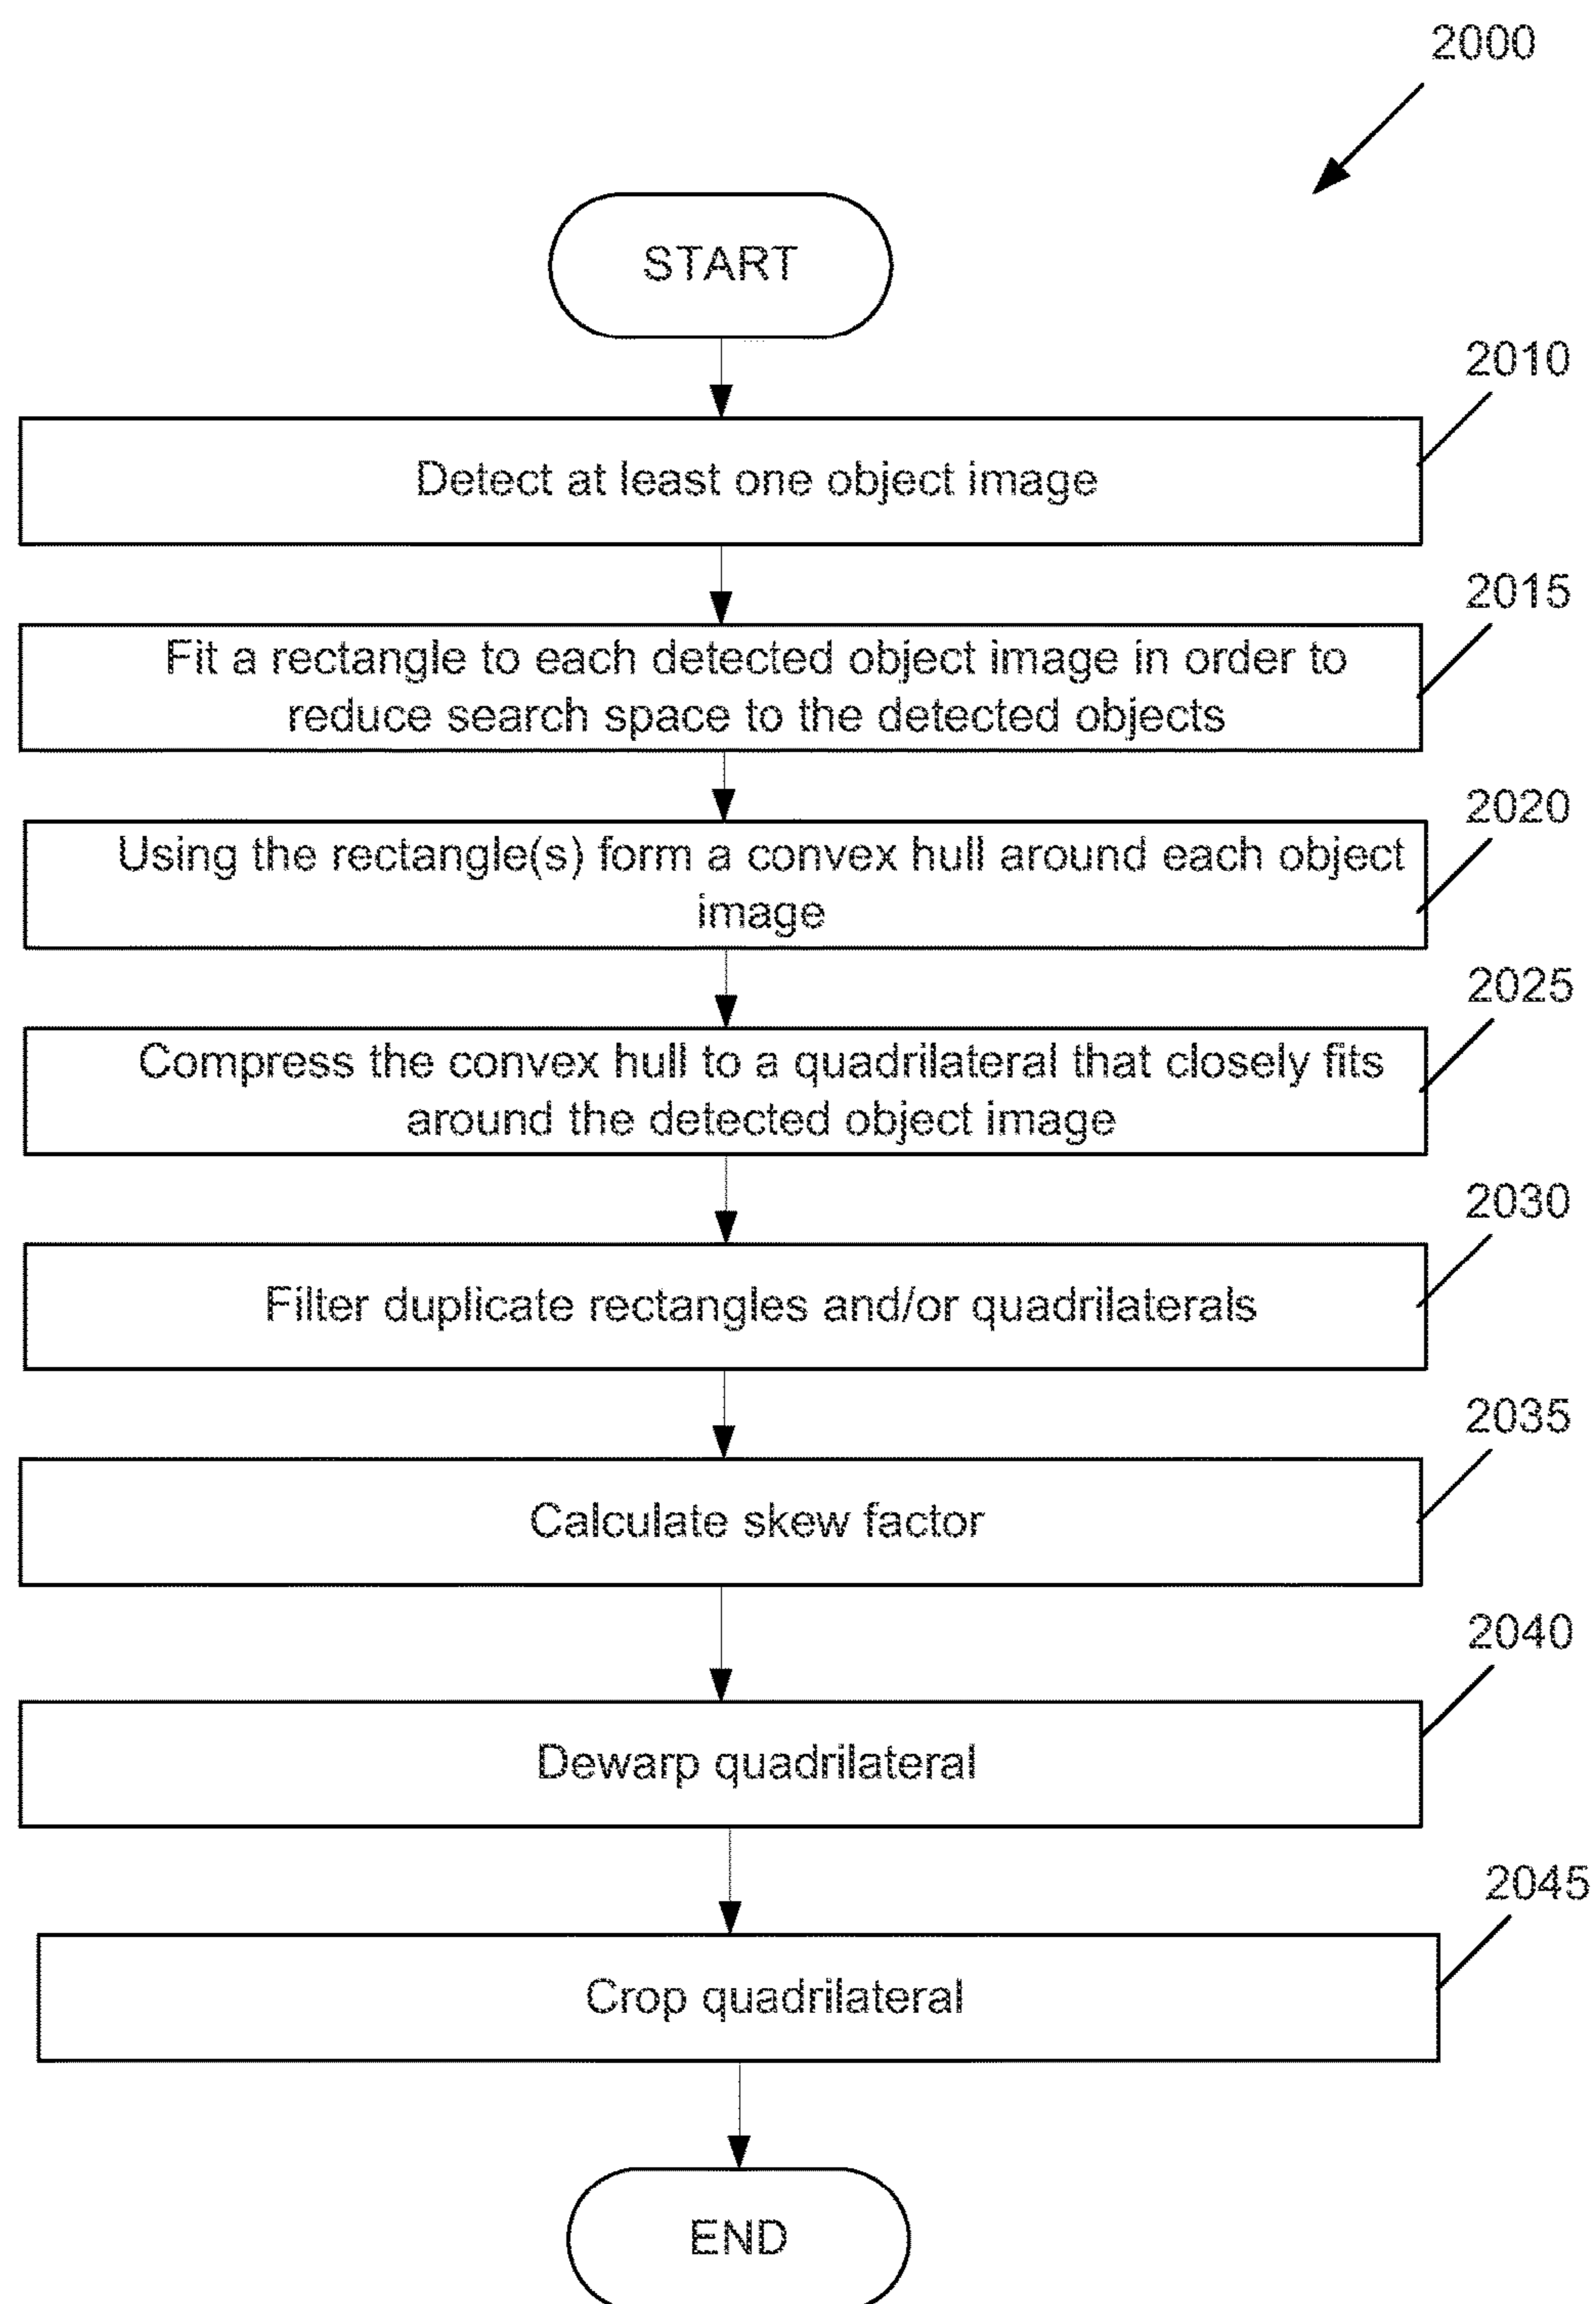 2000
START
2010
Detect at least one object image
2015
Fit a rectangle to each detected object image in order to
reduce search space to the detected objects
2020
Using the rectangle(s) form a convex hull around each object
image
2025
Compress the convex hull to a quadrilateral that closely fits
around the detected object image
2030
Filter duplicate rectangles and/or quadrilaterals
2035
Calculate skew factor
2040
Dewarp quadrilateral
2045
Crop quadrilateral
END